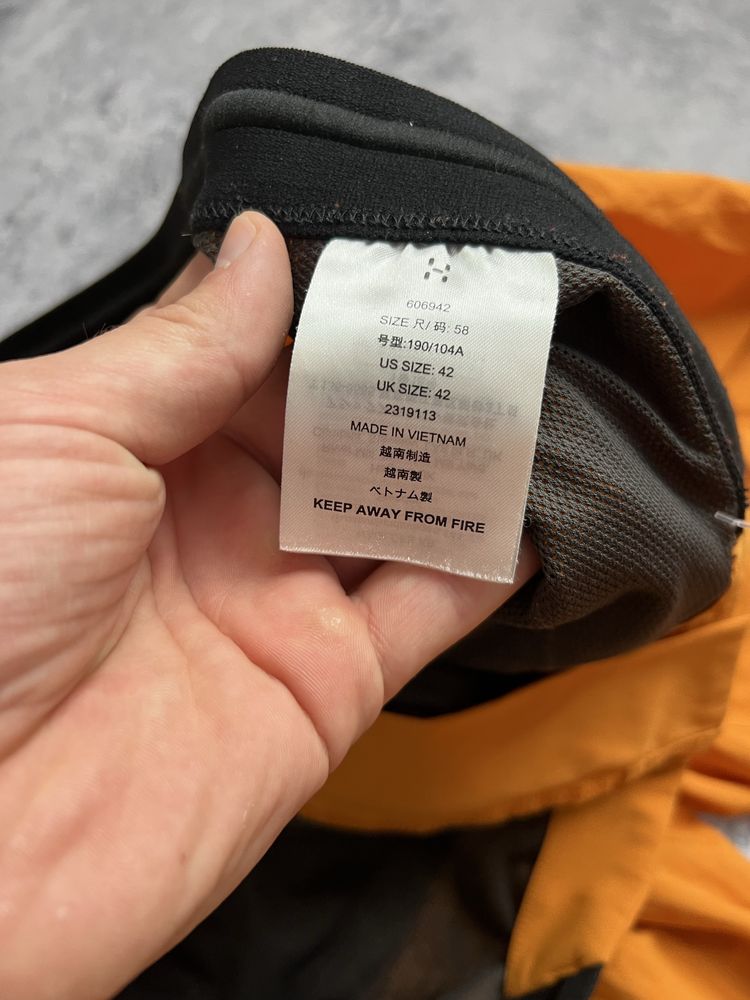 606942
SIZE 尺/ 码: 58
号型:190/104A
US SIZE: 42
UK SIZE: 42
2319113
MADE IN VIETNAM
越南制造
越南製
ベトナム製
KEEP AWAY FROM FIRE